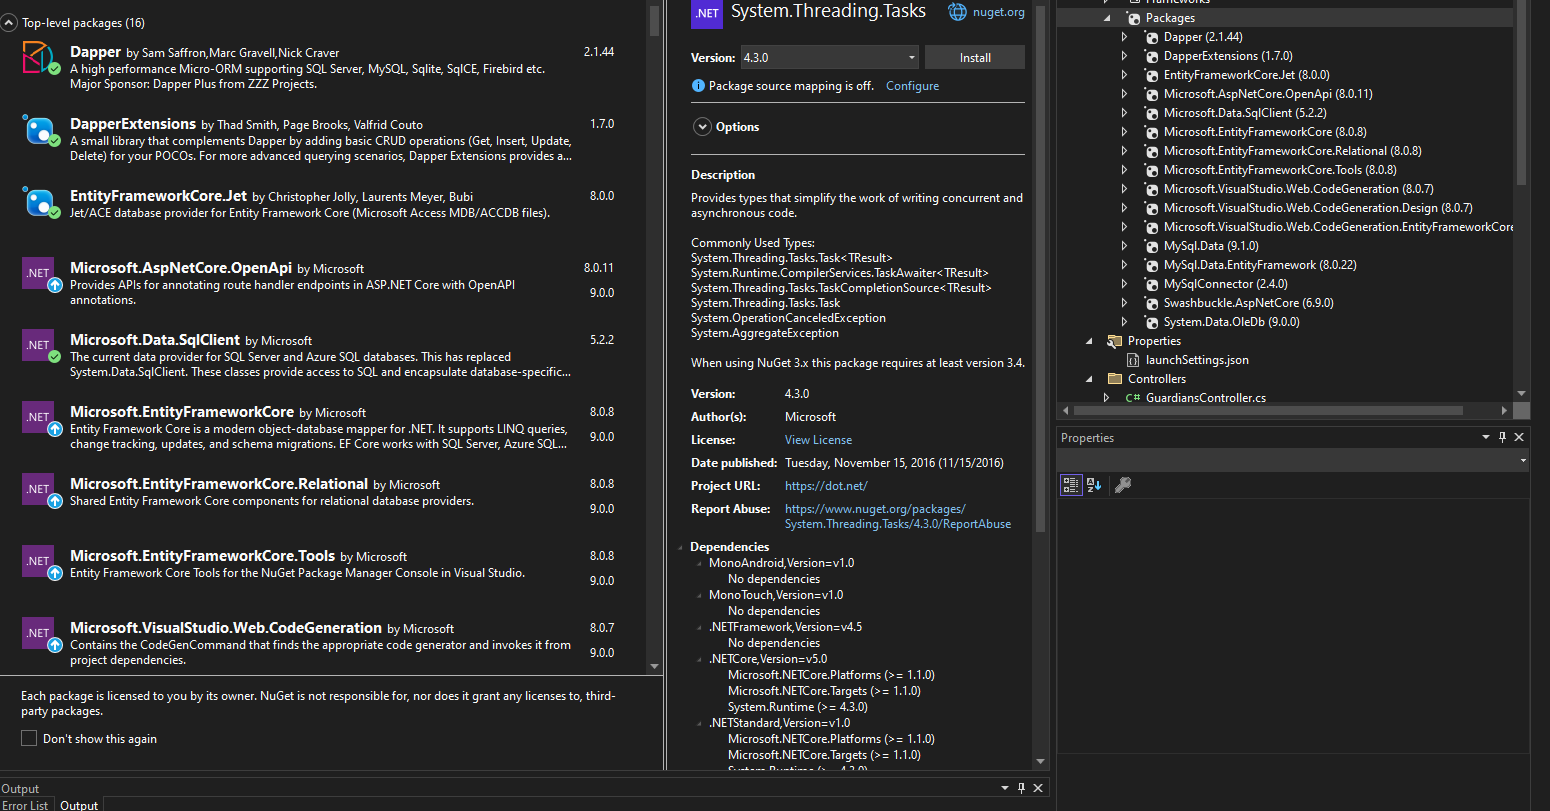 Top-level packages (16)
Dapper by Sam Saffron,Marc Gravell,Nick Craver
2.1.44
A high performance Micro-ORM supporting SQL Server, MySQL, Sqlite, SqlCE, Firebird etc.
Major Sponsor: Dapper Plus from ZZZ Projects.
DapperExtensions by Thad Smith, Page Brooks, Valfrid Couto
1.7.0
A small library that complements Dapper by adding basic CRUD operations (Get, Insert, Update,
Delete) for your POCOs. For more advanced querying scenarios, Dapper Extensions provides a...
EntityFrameworkCore.Jet by Christopher Jolly, Laurents Meyer, Bubi
8.0.0
Jet/ACE database provider for Entity Framework Core (Microsoft Access MDB/ACCDB files).
.NET
Microsoft.AspNetCore.OpenApi by Microsoft
8.0.11
Provides APIs for annotating route handler endpoints in ASP.NET Core with OpenAPI
annotations.
9.0.0
.NET
Microsoft.Data.SqlClient by Microsoft
5.2.2
The current data provider for SQL Server and Azure SQL databases. This has replaced
System.Data.SqlClient. These classes provide access to SQL and encapsulate database-specific...
.NET
Microsoft.EntityFrameworkCore by Microsoft
8.0.8
Entity Framework Core is a modern object-database mapper for .NET. It supports LINQ queries,
change tracking, updates, and schema migrations. EF Core works with SQL Server, Azure SQL...
9.0.0
.NET
Microsoft.EntityFrameworkCore.Relational by Microsoft
8.0.8
Shared Entity Framework Core components for relational database providers.
9.0.0
.NET
Microsoft.EntityFrameworkCore.Tools by Microsoft
8.0.8
Entity Framework Core Tools for the NuGet Package Manager Console in Visual Studio.
9.0.0
.NET
Microsoft.VisualStudio.Web.CodeGeneration by Microsoft
8.0.7
Contains the CodeGenCommand that finds the appropriate code generator and invokes it from
project dependencies.
9.0.0
Each package is licensed to you by its owner. NuGet is not responsible for, nor does it grant any licenses to, third-
party packages.
Don't show this again
.NET
System.Threading.Tasks
nuget.org
Version:
4.3.0
Install
Package source mapping is off. Configure
Options
Description
Provides types that simplify the work of writing concurrent and
asynchronous code.
Commonly Used Types:
System.Threading.Tasks.Task<TResult>
System.Runtime.CompilerServices.TaskAwaiter<TResult>
System.Threading.Tasks.TaskCompletionSource<TResult>
System.Threading.Tasks.Task
System.OperationCanceledException
System.AggregateException
When using NuGet 3.x this package requires at least version 3.4.
Version: 4.3.0
Author(s): Microsoft
License: View License
Date published: Tuesday, November 15, 2016 (11/15/2016)
Project URL: https://dot.net/
Report Abuse: https://www.nuget.org/packages/
System.Threading.Tasks/4.3.0/ReportAbuse
Dependencies
MonoAndroid,Version=v1.0
No dependencies
MonoTouch,Version=v1.0
No dependencies
.NETFramework,Version=v4.5
No dependencies
.NETCore,Version=v5.0
Microsoft.NETCore.Platforms (>= 1.1.0)
Microsoft.NETCore.Targets (>= 1.1.0)
System.Runtime (>= 4.3.0)
.NETStandard,Version=v1.0
Microsoft.NETCore.Platforms (>= 1.1.0)
Microsoft.NETCore.Targets (>= 1.1.0)
System.Runtime (>= 4.3.0)
Frameworks
Packages
Dapper (2.1.44)
DapperExtensions (1.7.0)
EntityFrameworkCore.Jet (8.0.0)
Microsoft.AspNetCore.OpenApi (8.0.11)
Microsoft.Data.SqlClient (5.2.2)
Microsoft.EntityFrameworkCore (8.0.8)
Microsoft.EntityFrameworkCore.Relational (8.0.8)
Microsoft.EntityFrameworkCore.Tools (8.0.8)
Microsoft.VisualStudio.Web.CodeGeneration (8.0.7)
Microsoft.VisualStudio.Web.CodeGeneration.Design (8.0.7)
Microsoft.VisualStudio.Web.CodeGeneration.EntityFrameworkCore
MySql.Data (9.1.0)
MySql.Data.EntityFramework (8.0.22)
MySqlConnector (2.4.0)
Swashbuckle.AspNetCore (6.9.0)
System.Data.OleDb (9.0.0)
Properties
launchSettings.json
Controllers
C# GuardiansController.cs
Properties
Output
Error List
Output